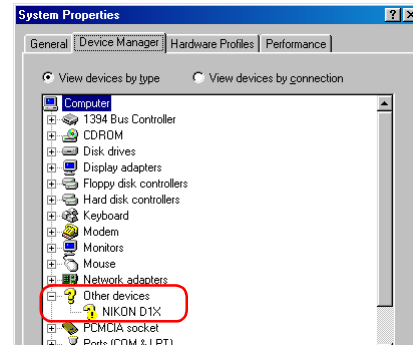 System Properties
General Device Manager Hardware Profiles Performance
View devices by type View devices by connection
Computer
1394 Bus Controller
CDROM
Disk drives
Display adapters
Floppy disk controllers
Hard disk controllers
Keyboard
Modem
Monitors
Mouse
Network adapters
Other devices
NIKON D1X
PCMCIA socket
Ports (COM & LPT)